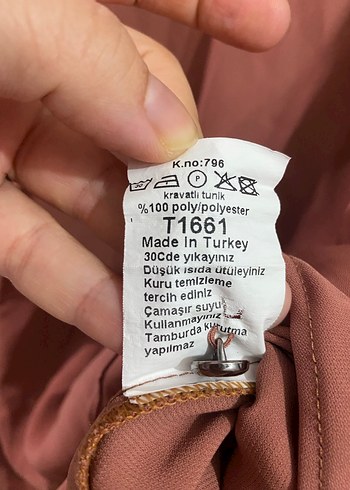 K.no:796
30 P
kravatlı tunik
%100 poly/polyester
T1661
Made In Turkey
30Cde yıkayınız
Düşük ısıda ütüleyiniz
Kuru temizleme
tercih ediniz
Çamaşır suyu
Kullanmayınız
Tamburda kurutma
yapılmaz